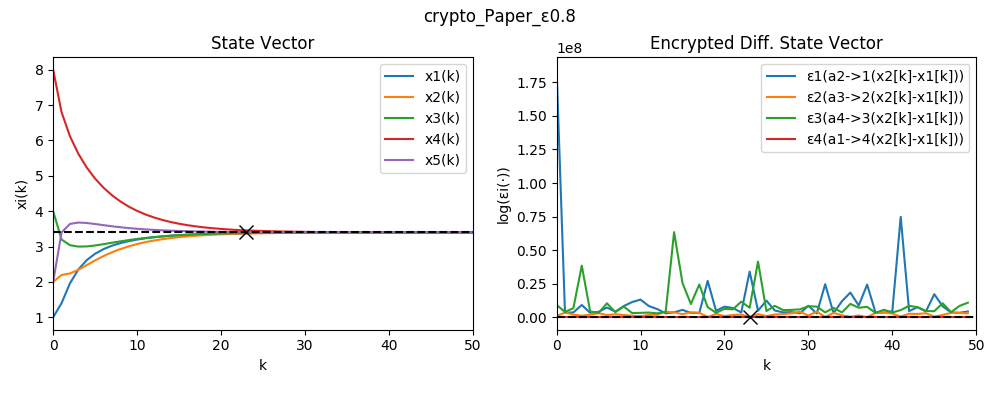 crypto_Paper_ε0.8
State Vector
8
7
6
5
4
3
2
1
xi(k)
0
10
20
30
40
50
k
x1(k)
x2(k)
x3(k)
x4(k)
x5(k)
Encrypted Diff. State Vector
1e8
1.75
1.50
1.25
1.00
0.75
0.50
0.25
0.00
log(εi(·))
0
10
20
30
40
50
k
ε1(a2->1(x2[k]-x1[k]))
ε2(a3->2(x2[k]-x1[k]))
ε3(a4->3(x2[k]-x1[k]))
ε4(a1->4(x2[k]-x1[k]))